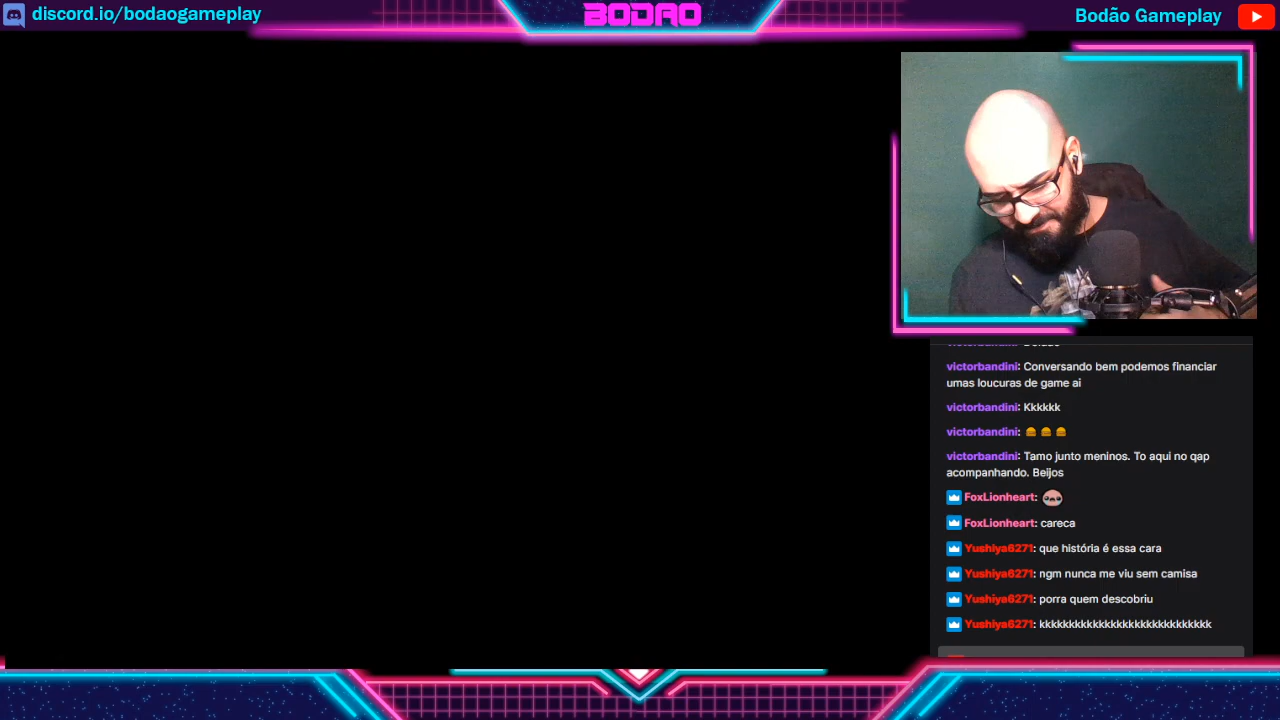 discord.io/bodaogameplay
BODAO
Bodão Gameplay
victorbandini: Conversando bem podemos financiar
umas loucuras de game ai
victorbandini: Kkkkkk
victorbandini:
victorbandini: Tamo junto meninos. To aqui no qap
acompanhando. Beijos
FoxLionheart:
FoxLionheart: careca
Yushiya6271: que história é essa cara
Yushiya6271: ngm nunca me viu sem camisa
Yushiya6271: porra quem descobriu
Yushiya6271: kkkkkkkkkkkkkkkkkkkkkkkkkkkkk